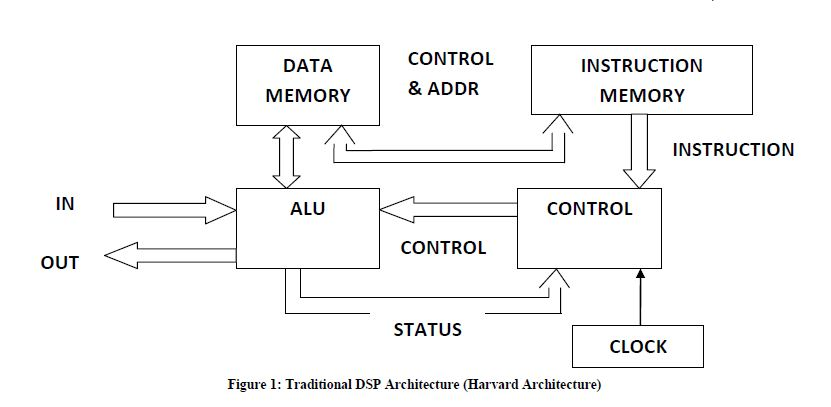 DATA
MEMORY
CONTROL
& ADDR
INSTRUCTION
MEMORY
INSTRUCTION
IN
ALU
CONTROL
CONTROL
OUT
STATUS
CLOCK
Figure 1: Traditional DSP Architecture (Harvard Architecture)